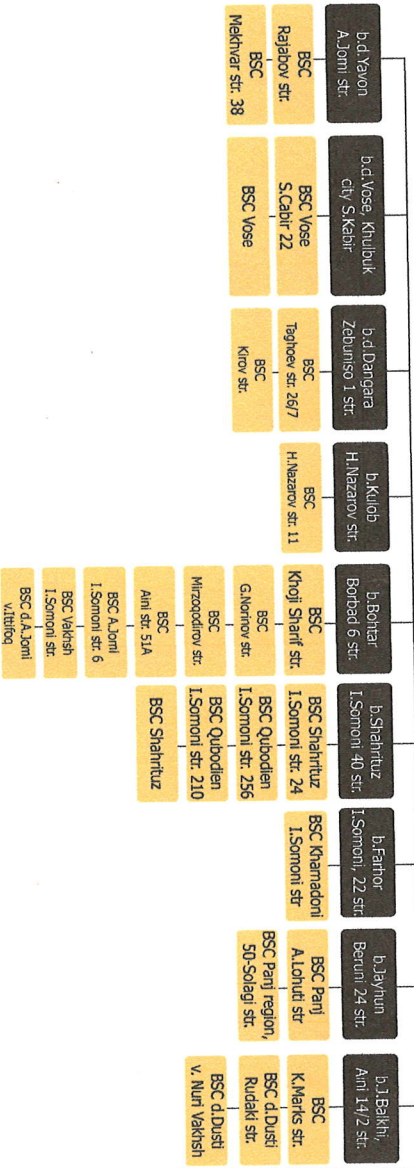 b.d.Yavon
A.Jomi str.
BSC
Rajabov str.
BSC
Mekhvar str. 38
b.d.Vose, Khulbuk
city S.Kabir
BSC Vose
S.Cabir 22
BSC Vose
b.d.Dangara
Zebuniso 1 str.
BSC
Taghoev str. 26/7
BSC
Kirov str.
b.Kulob
H.Nazarov str.
BSC
H.Nazarov str. 11
b.Bohtar
Borbad 6 str.
BSC
Khoji Sharif str.
BSC
G.Norinov str.
BSC
Mirzoqodirov str.
BSC
Aini str. 51A
BSC A.Jomi
I.Somoni str. 6
BSC Vakhsh
I.Somoni str.
BSC d.A.Jomi
v.Ittifoq
b.Shahrituz
I.Somoni 40 str.
BSC Shahrituz
I.Somoni str. 24
BSC Qubodien
I.Somoni str. 256
BSC Qubodien
I.Somoni str. 210
BSC Shahrituz
b.Farhor
I.Somoni, 22 str.
BSC Khamadoni
I.Somoni str
b.Jayhun
Beruni 24 str.
BSC Panj
A.Lohuti str
BSC Panj region,
50-Solagi str.
b.J.Balkhi,
Aini 14/2 str.
BSC
K.Marks str.
BSC d.Dusti
Rudaki str.
BSC d.Dusti
v. Nuri Vakhsh